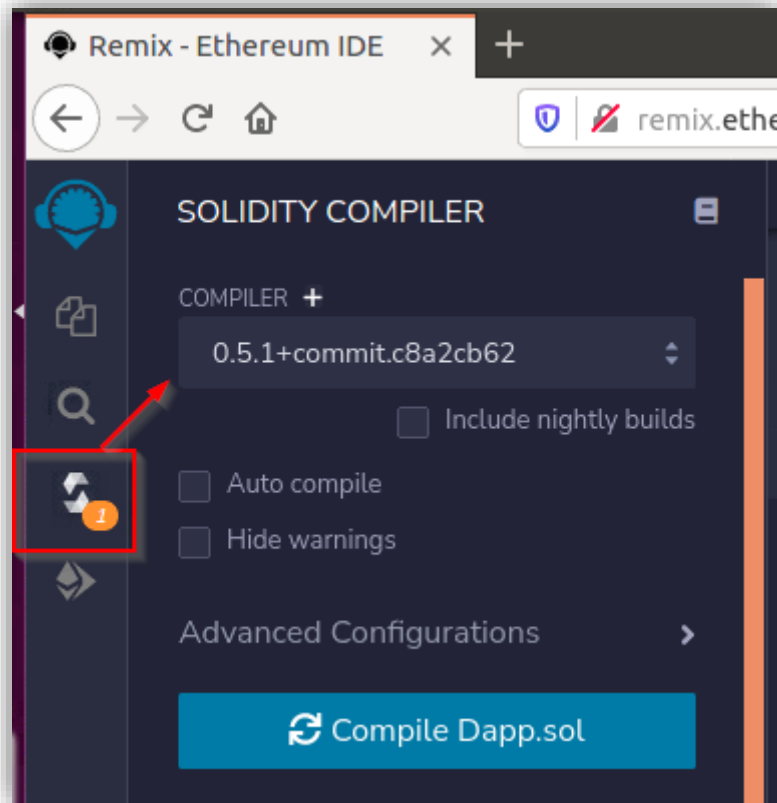 Remix - Ethereum IDE
remix.ethe
SOLIDITY COMPILER
COMPILER
0.5.1+commit.c8a2cb62
Include nightly builds
1
Auto compile
Hide warnings
Advanced Configurations
Compile Dapp.sol